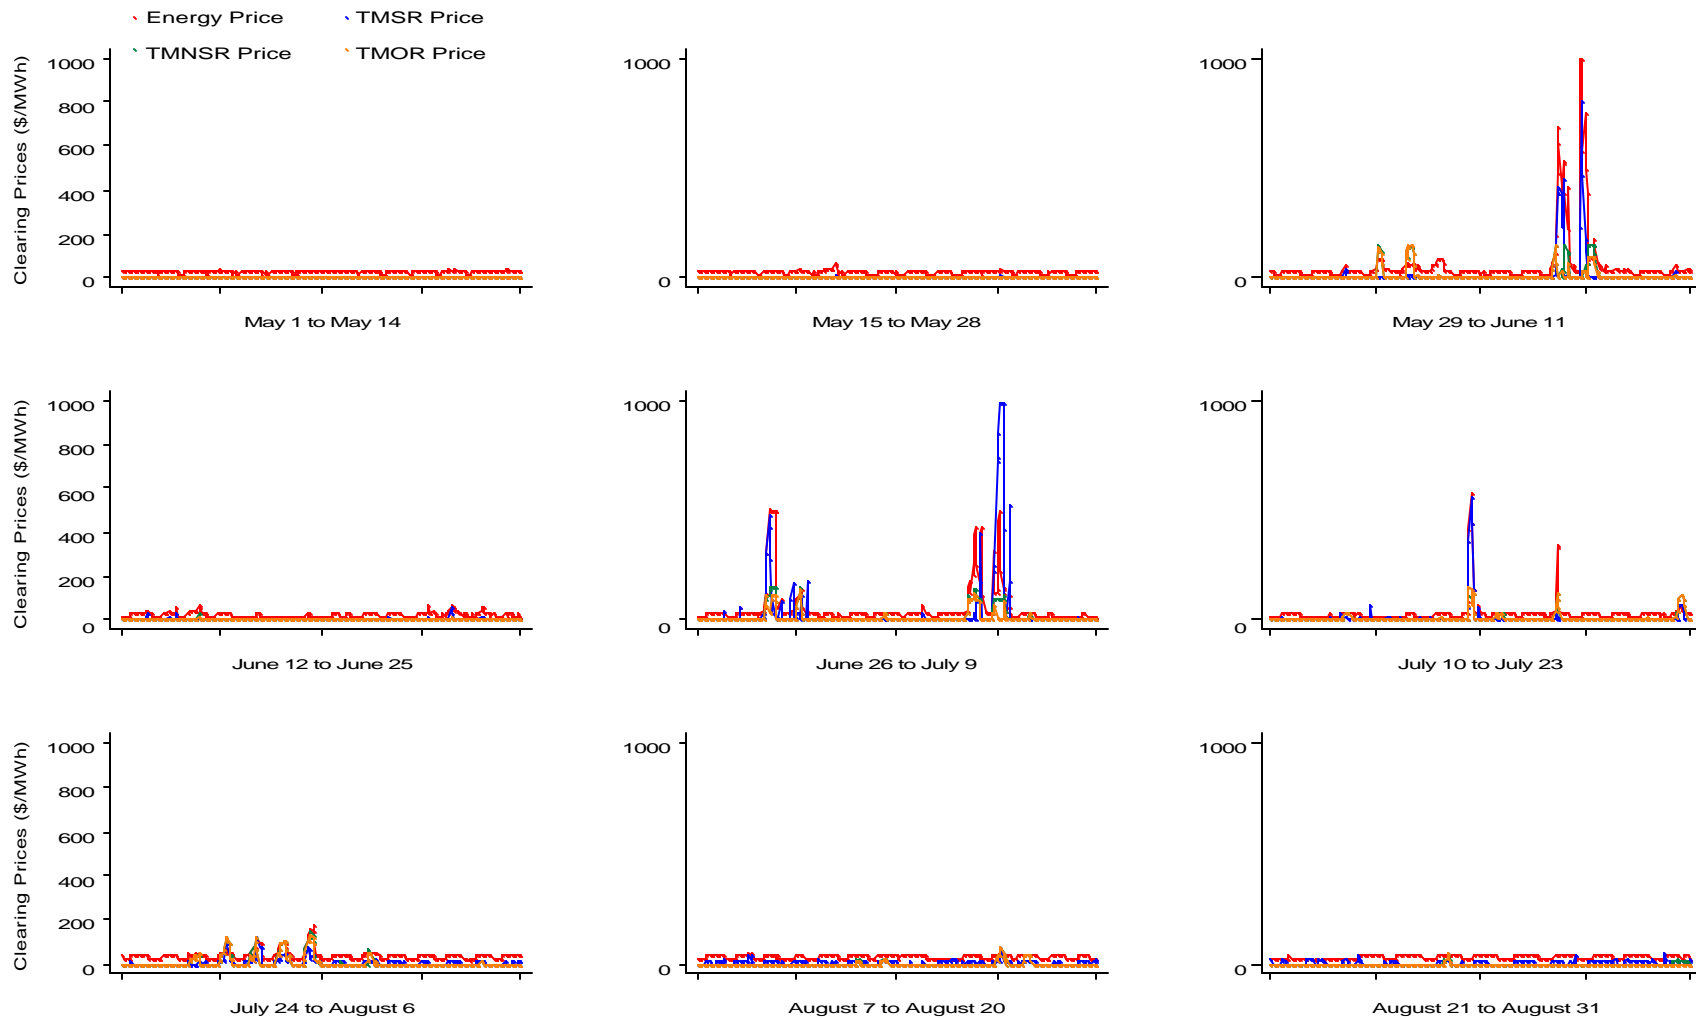 Energy Price TMSR Price
TMNSR Price TMOR Price
Clearing Prices ($/MWh)
1000
800
600
400
200
0
May 1 to May 14
1000
0
May 15 to May 28
1000
0
May 29 to June 11
Clearing Prices ($/MWh)
1000
800
600
400
200
0
June 12 to June 25
1000
0
June 26 to July 9
1000
0
July 10 to July 23
Clearing Prices ($/MWh)
1000
800
600
400
200
0
July 24 to August 6
1000
0
August 7 to August 20
1000
0
August 21 to August 31